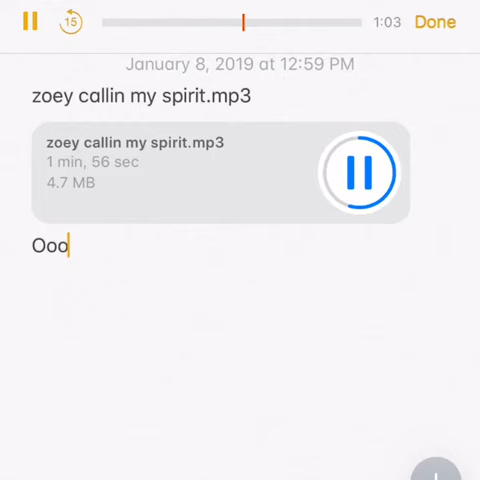 15 1:03 Done
January 8, 2019 at 12:59 PM
zoey callin my spirit.mp3
zoey callin my spirit.mp3
1 min, 56 sec
4.7 MB
Ooo